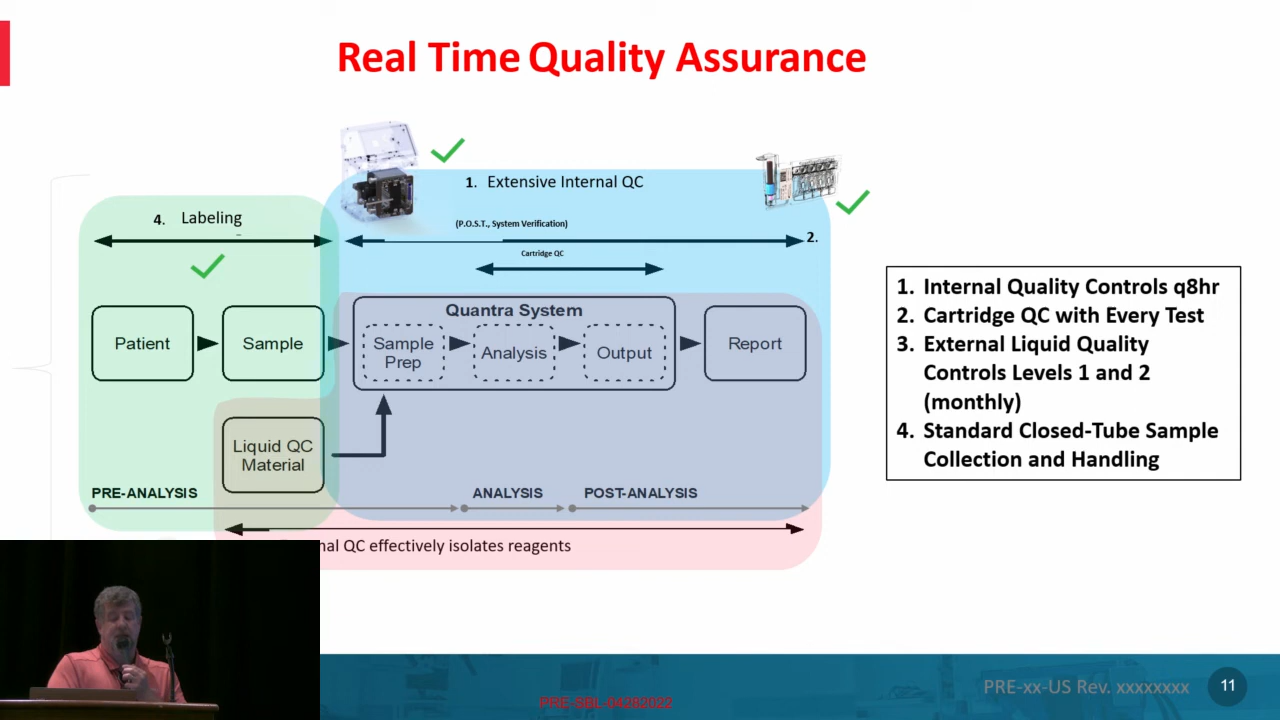 Real Time Quality Assurance
1. Extensive Internal QC
4. Labeling
(P.O.S.T., System Verification)
2.
Cartridge QC
Quantra System
Patient
Sample
Sample
Prep
Analysis
Output
Report
Liquid QC
Material
PRE-ANALYSIS
ANALYSIS
POST-ANALYSIS
QC effectively isolates reagents
1. Internal Quality Controls q8hr
2. Cartridge QC with Every Test
3. External Liquid Quality
Controls Levels 1 and 2
(monthly)
4. Standard Closed-Tube Sample
Collection and Handling
PRE-xx-US Rev. xxxxxxxx
11
PRE-SIBL-04282022